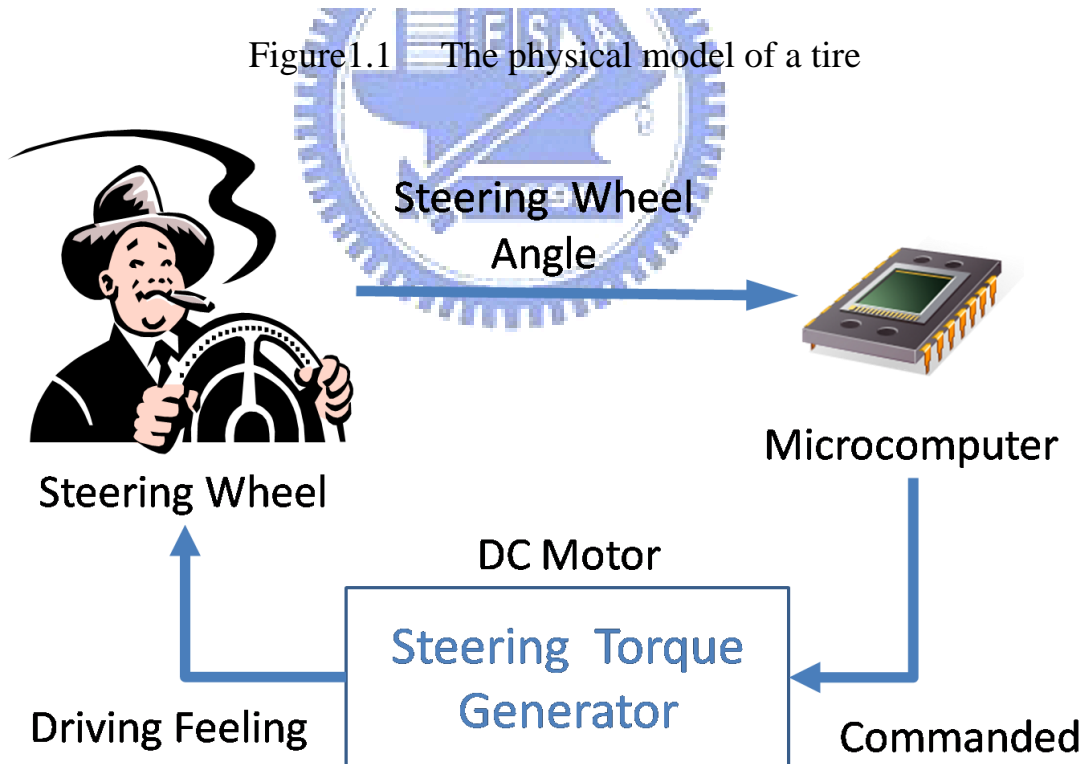 Figure1.1 The physical model of a tire
Steering Wheel
Angle
Microcomputer
Steering Wheel
DC Motor
Steering Torque
Generator
Driving Feeling
Commanded